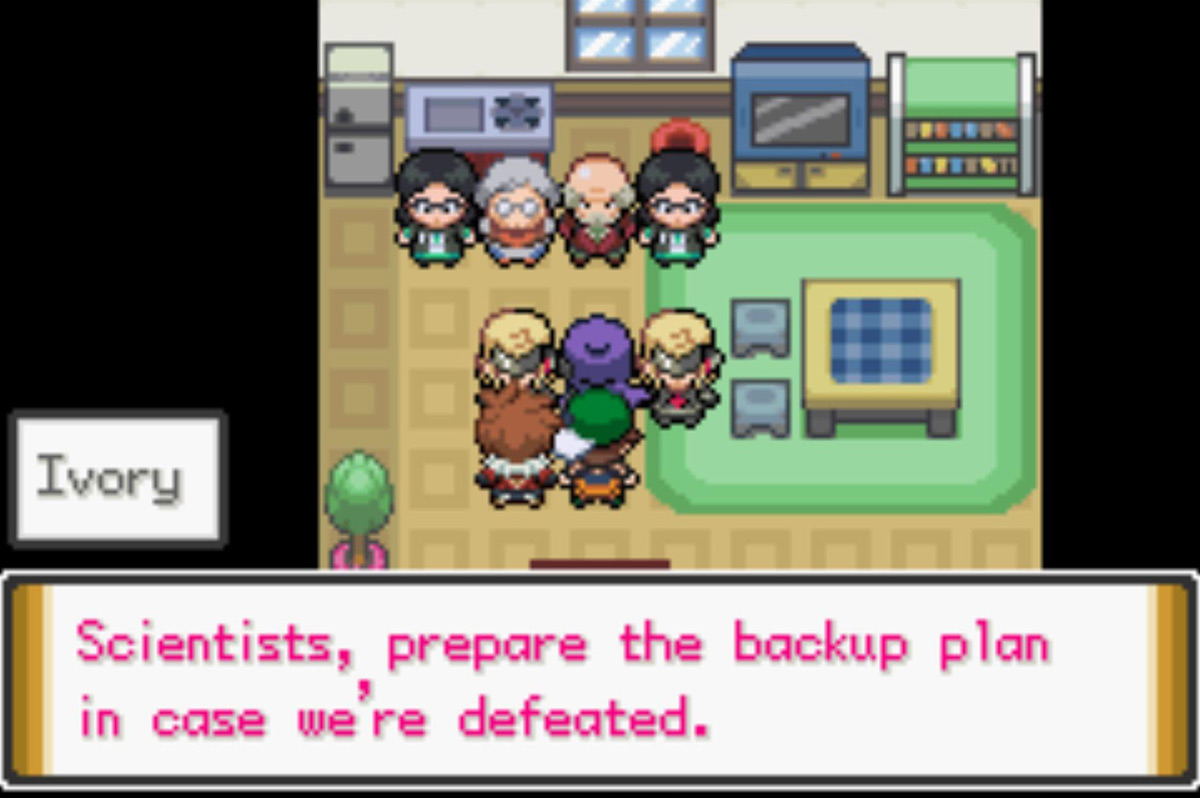 Ivory
Scientists, prepare the backup plan
in case we're defeated.